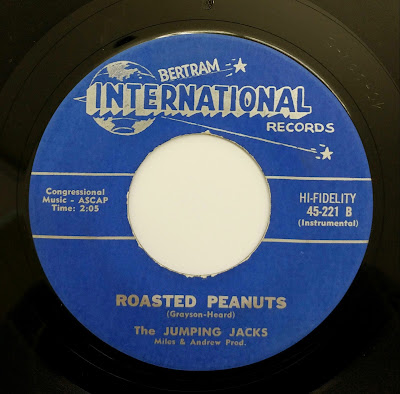 BERTRAM
INTERNATIONAL
RECORDS
Congressional
Music - ASCAP
Time: 2:05
HI-FIDELITY
45-221 B
(Instrumental)
ROASTED PEANUTS
(Grayson-Heard)
The JUMPING JACKS
Miles & Andrew Prod.